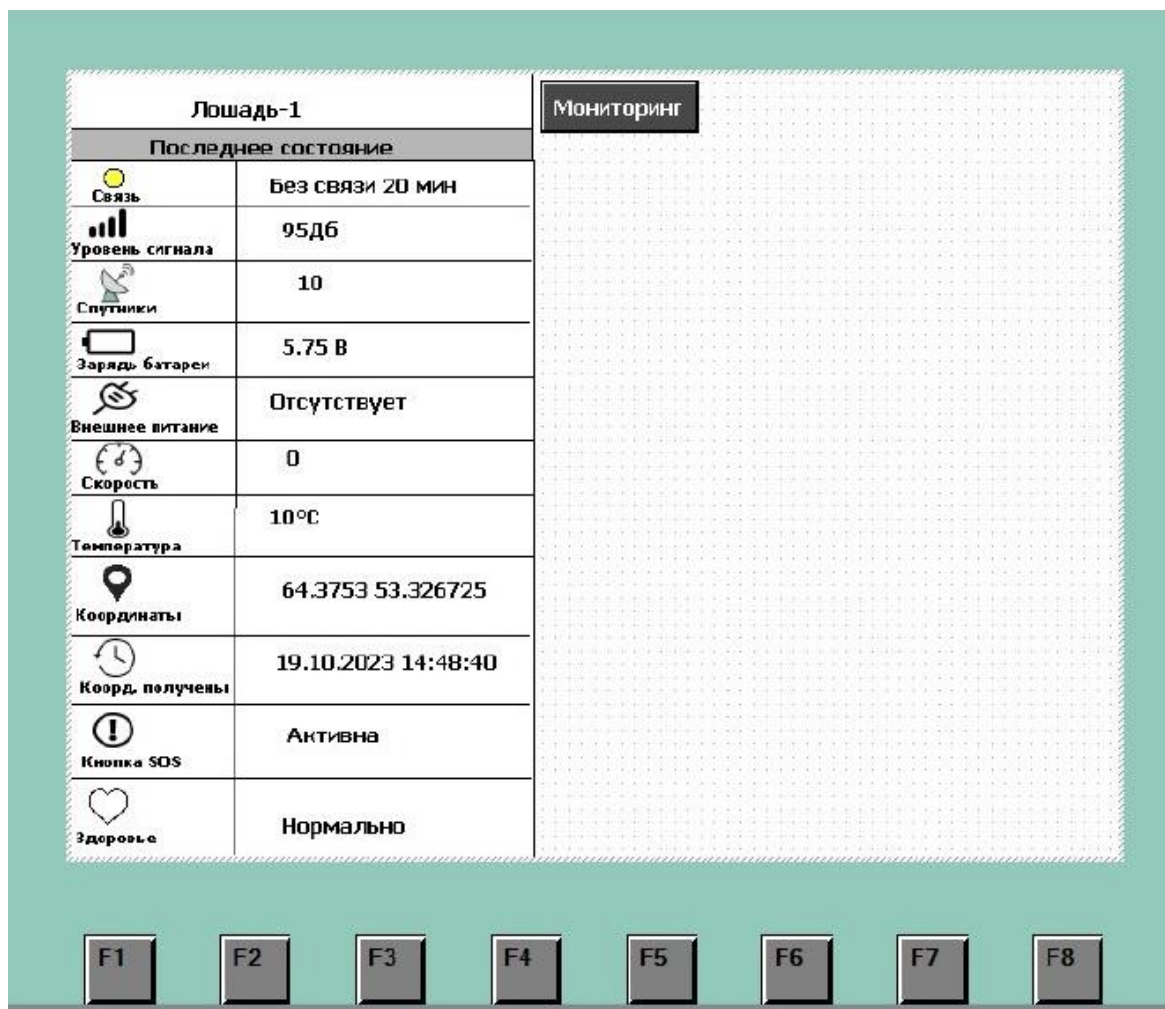 Лошадь-1
Мониторинг
Последнее состояние
Связь
Без связи 20 мин
Уровень сигнала
95Дб
Спутники
10
Зарядь батареи
5.75 В
Внешнее питание
Отсутствует
Скорость
0
Температура
10°C
Координаты
64.3753 53.326725
Коорд. получены
19.10.2023 14:48:40
Кнопка SOS
Активна
Здоровье
Нормально
F1 F2 F3 F4 F5 F6 F7 F8